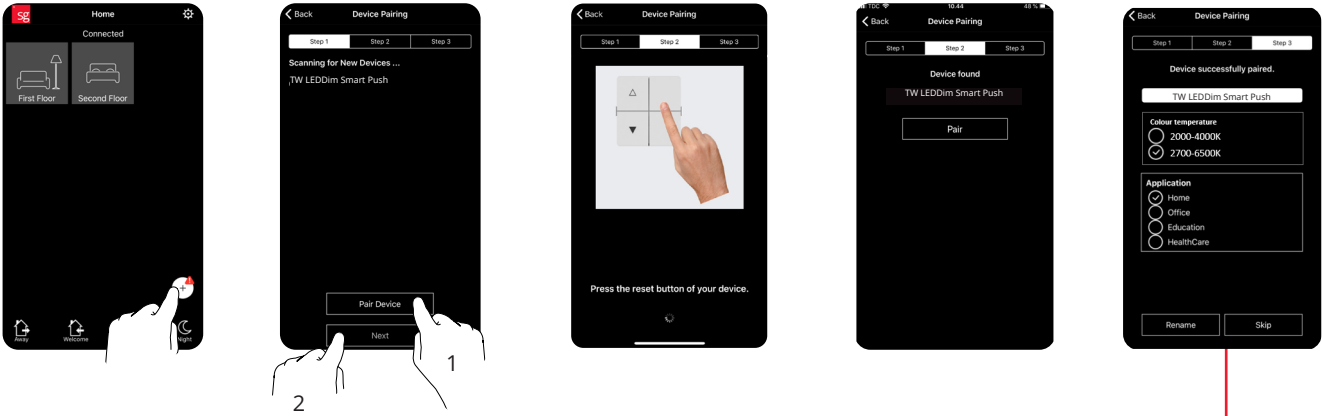 sg
Home
Connected
First Floor
Second Floor
+
Away
Welcome
Night
Back
Device Pairing
Step 1
Step 2
Step 3
Scanning for New Devices ...
TW LEDDim Smart Push
Pair Device
Next
1
2
Back
Device Pairing
Step 1
Step 2
Step 3
Press the reset button of your device.
TDC
10.44
48 %
Back
Device Pairing
Step 1
Step 2
Step 3
Device found
TW LEDDim Smart Push
Pair
Back
Device Pairing
Step 1
Step 2
Step 3
Device successfully paired.
TW LEDDim Smart Push
Colour temperature
2000-4000K
2700-6500K
Application
Home
Office
Education
HealthCare
Rename
Skip